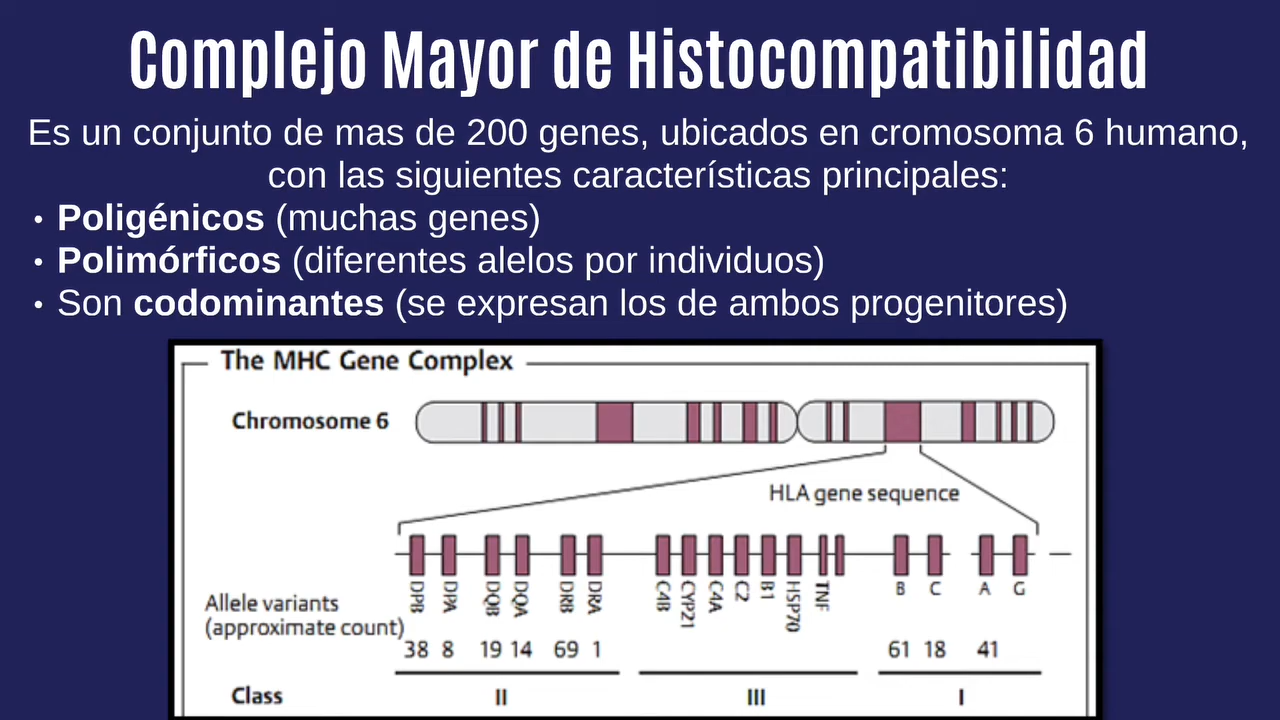 Complejo Mayor de Histocompatibilidad
Es un conjunto de mas de 200 genes, ubicados en cromosoma 6 humano,
con las siguientes características principales:
• Poligénicos (muchas genes)
• Polimórficos (diferentes alelos por individuos)
• Son codominantes (se expresan los de ambos progenitores)
The MHC Gene Complex
Chromosome 6
HLA gene sequence
DPB DPA DQB DQA DRB DRA C4B CYP21 C4A C2 B1 HSP70 TNF B C A G
Allele variants
(approximate count)
38 8 19 14 69 1 61 18 41
Class II III I